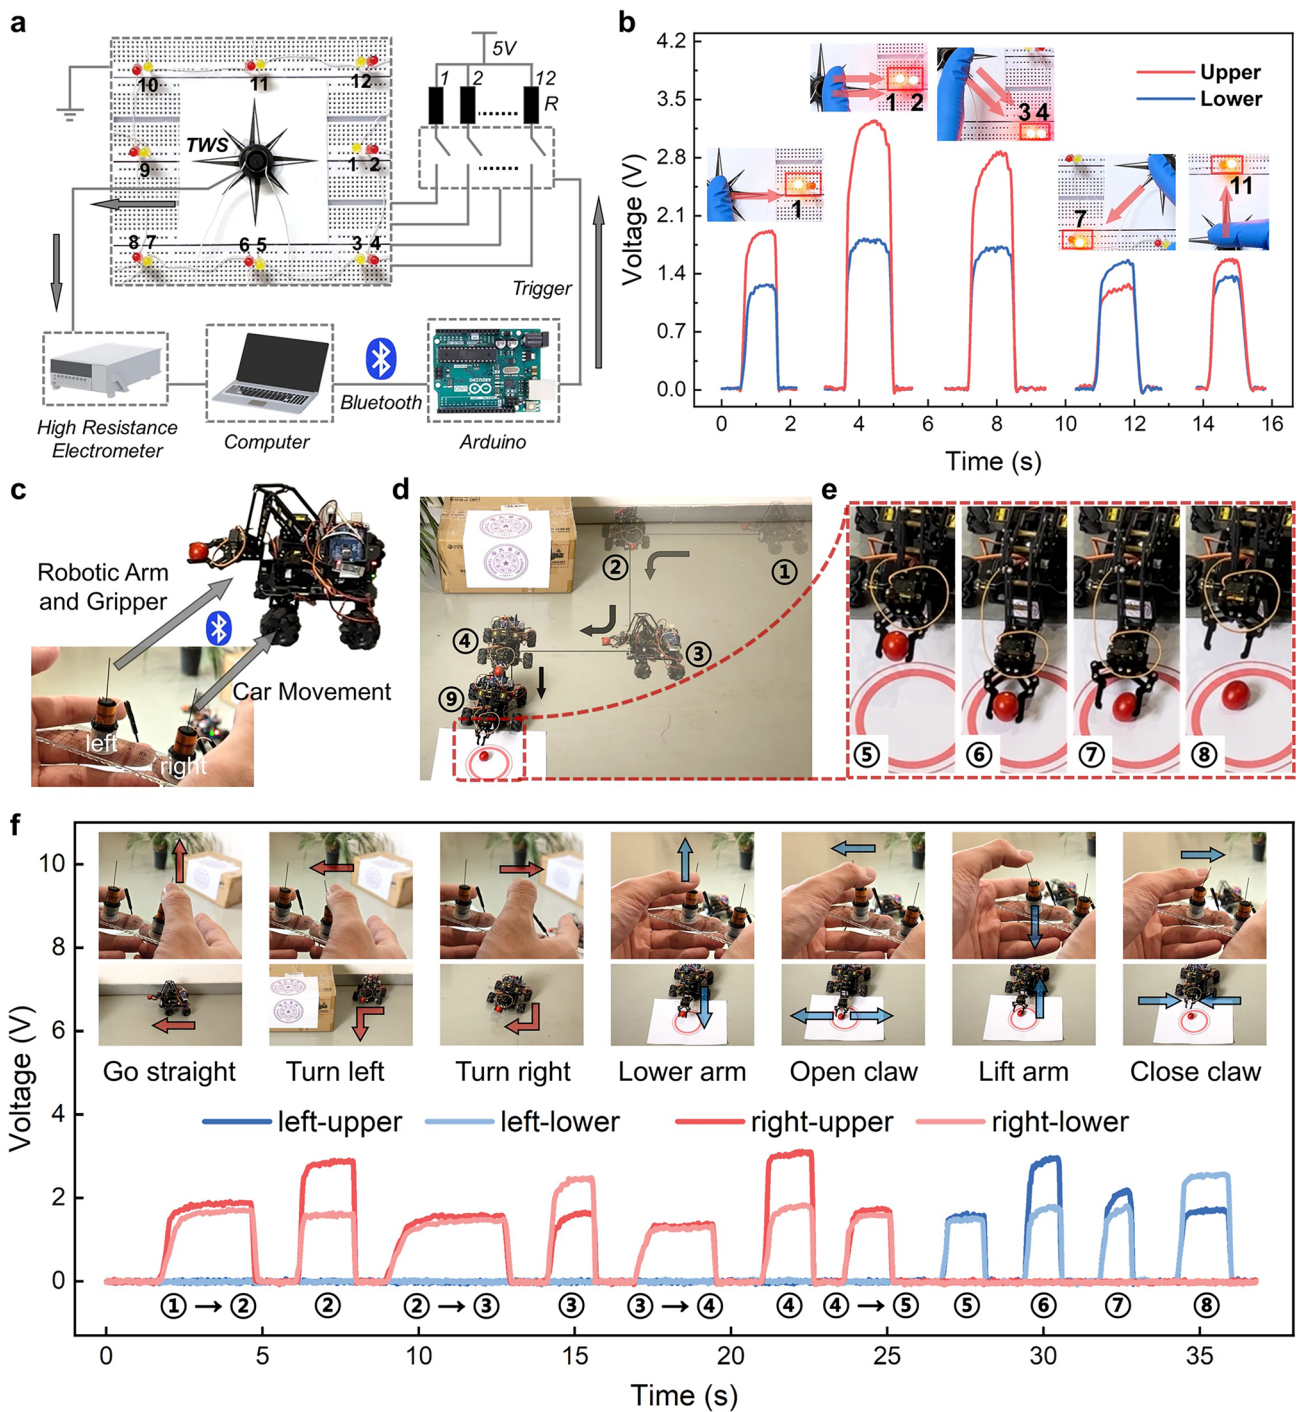 a
10
11
12
TWS
9
1
2
8 7
6 5
3 4
5V
1
2
12
R
Trigger
High Resistance
Electrometer
Computer
Bluetooth
Arduino
b
4.2
3.5
2.8
2.1
1.4
0.7
0.0
Voltage (V)
Upper
Lower
1
1 2
3 4
7
11
0 2 4 6 8 10 12 14 16
Time (s)
c
Robotic Arm
and Gripper
Car Movement
left
right
d
①
②
③
④
⑨
e
⑤
⑥
⑦
⑧
f
10
8
6
4
2
0
Voltage (V)
Go straight
Turn left
Turn right
Lower arm
Open claw
Lift arm
Close claw
left-upper
left-lower
right-upper
right-lower
① → ②
②
② → ③
③
③ → ④
④
④ → ⑤
⑤
⑥
⑦
⑧
0 5 10 15 20 25 30 35
Time (s)